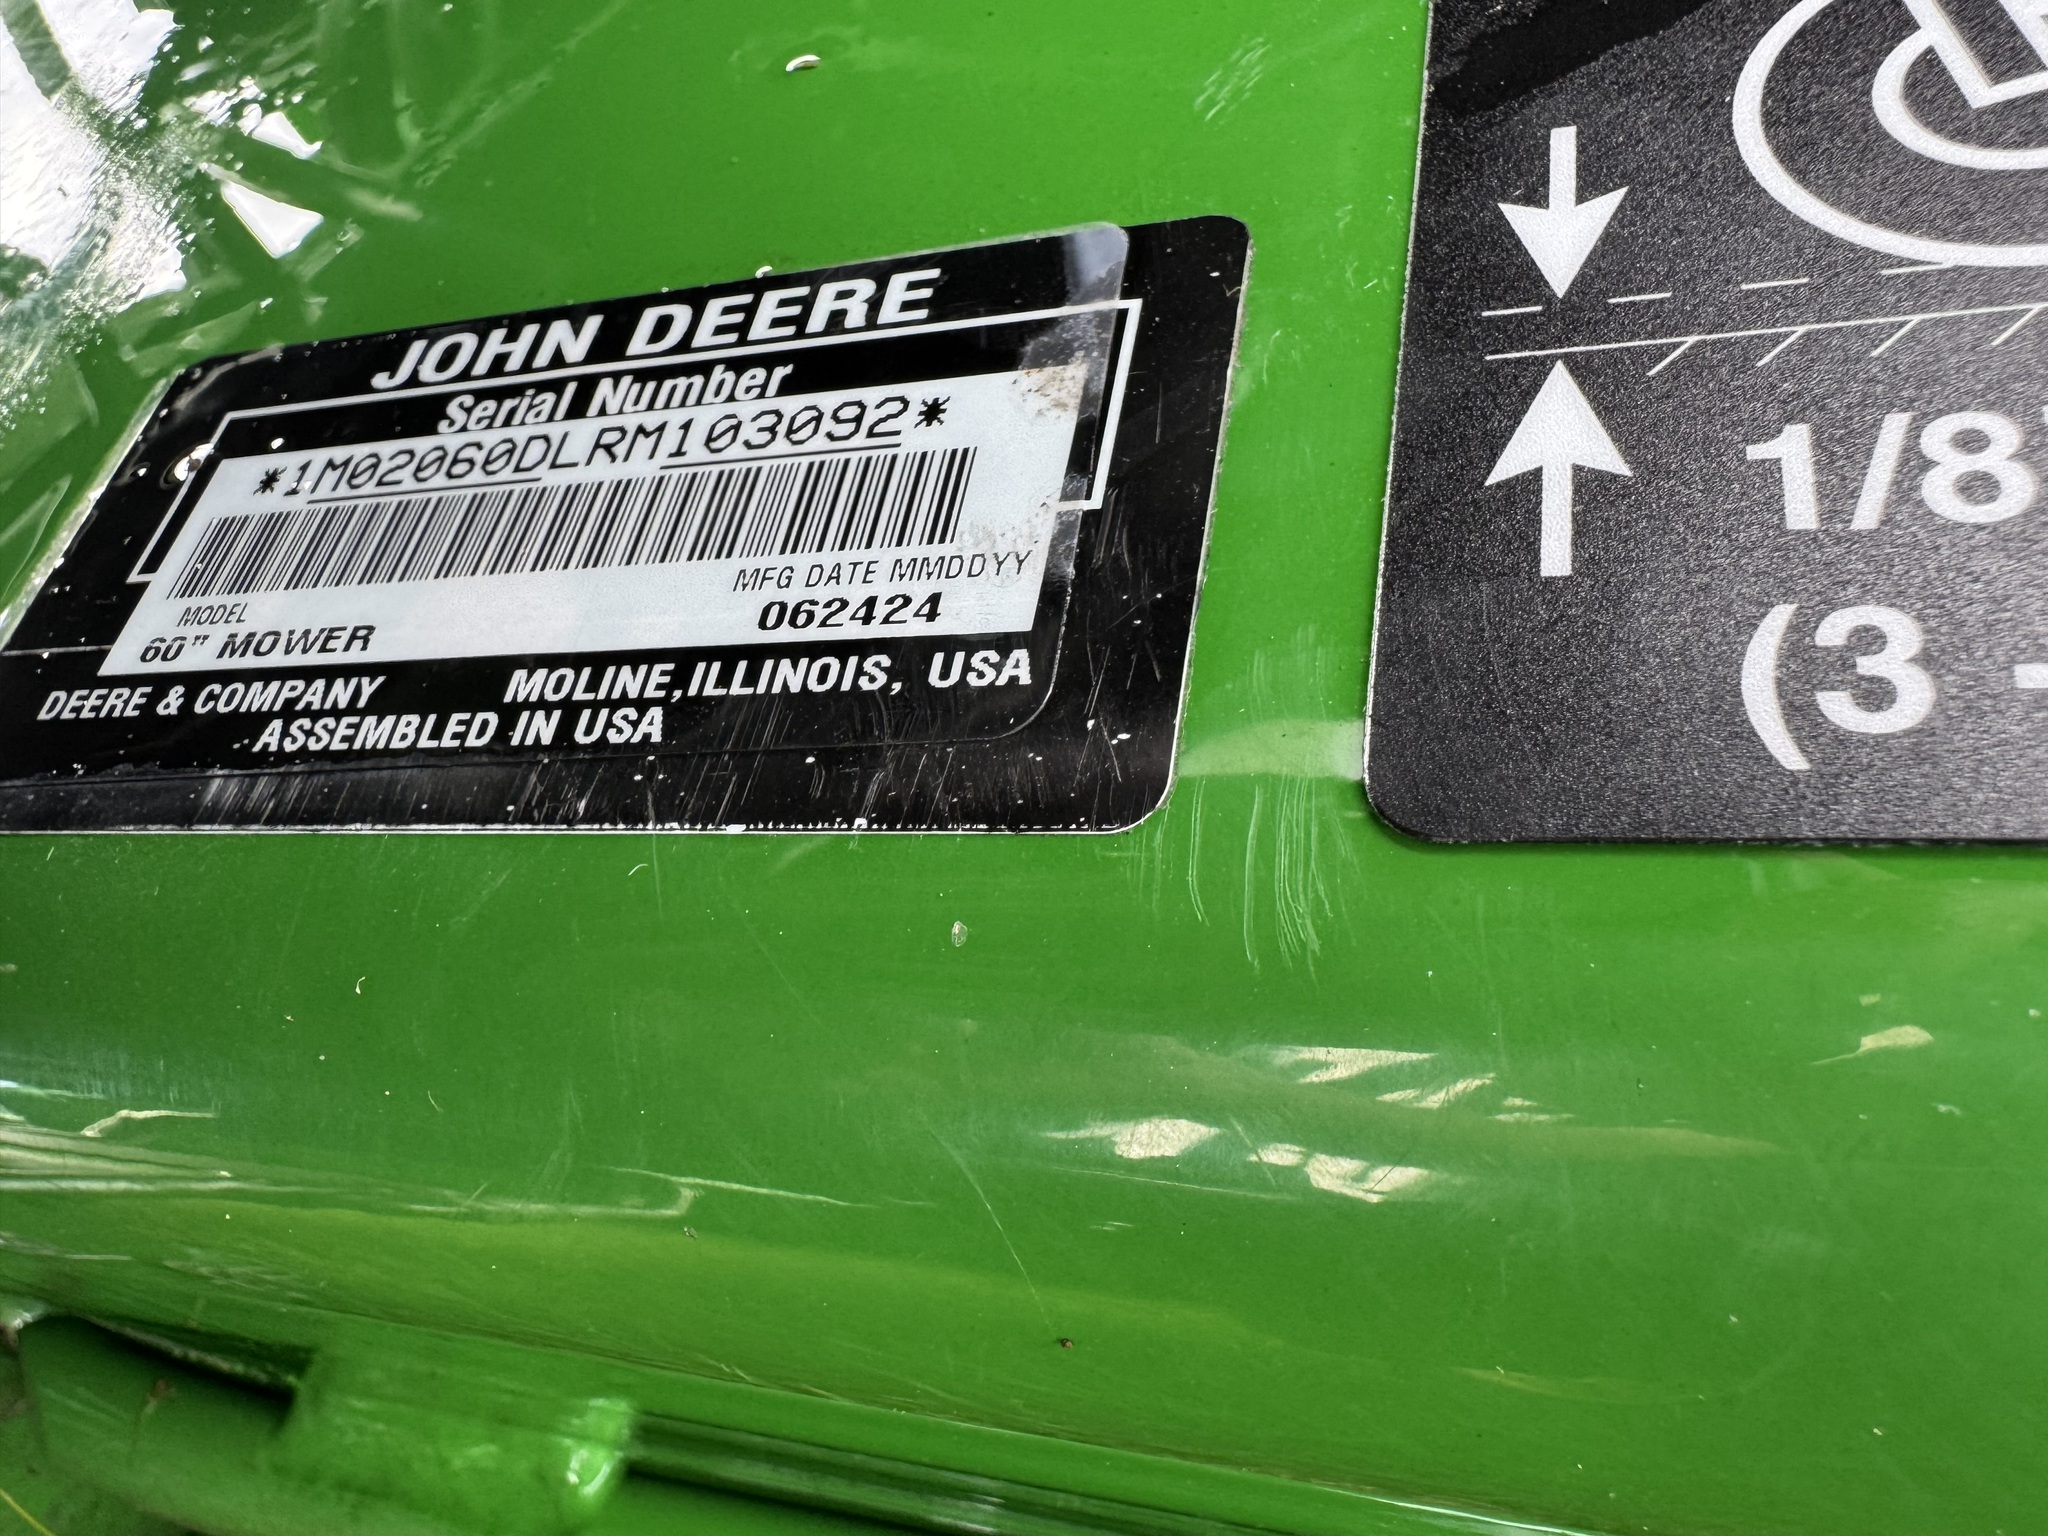 JOHN DEERE
Serial Number
*1M02060DLRM103092*
MFG DATE MMDDYY
MODEL
062424
60" MOWER
DEERE & COMPANY MOLINE, ILLINOIS, USA
ASSEMBLED IN USA
1/8
(3 -